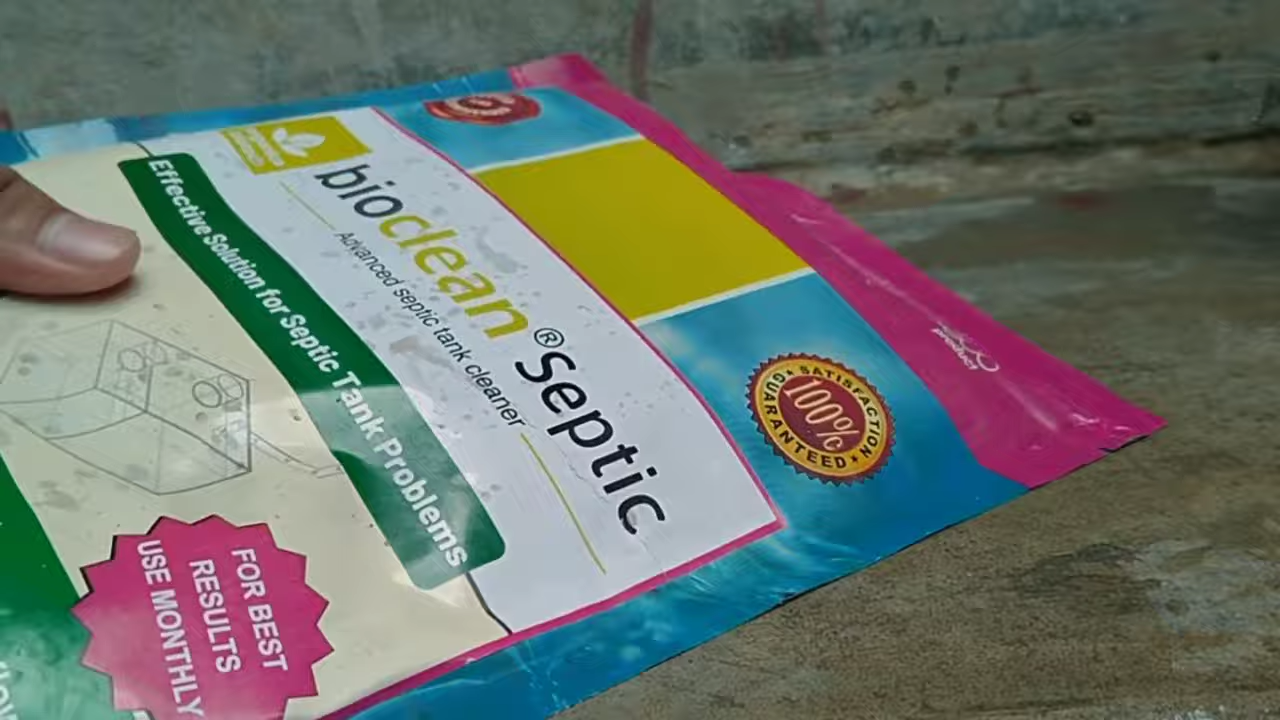 bioclean® septic
Advanced septic tank cleaner
Effective Solution for Septic Tank Problems
SATISFACTION
100%
GUARANTEED
FOR BEST
RESULTS
USE MONTHLY